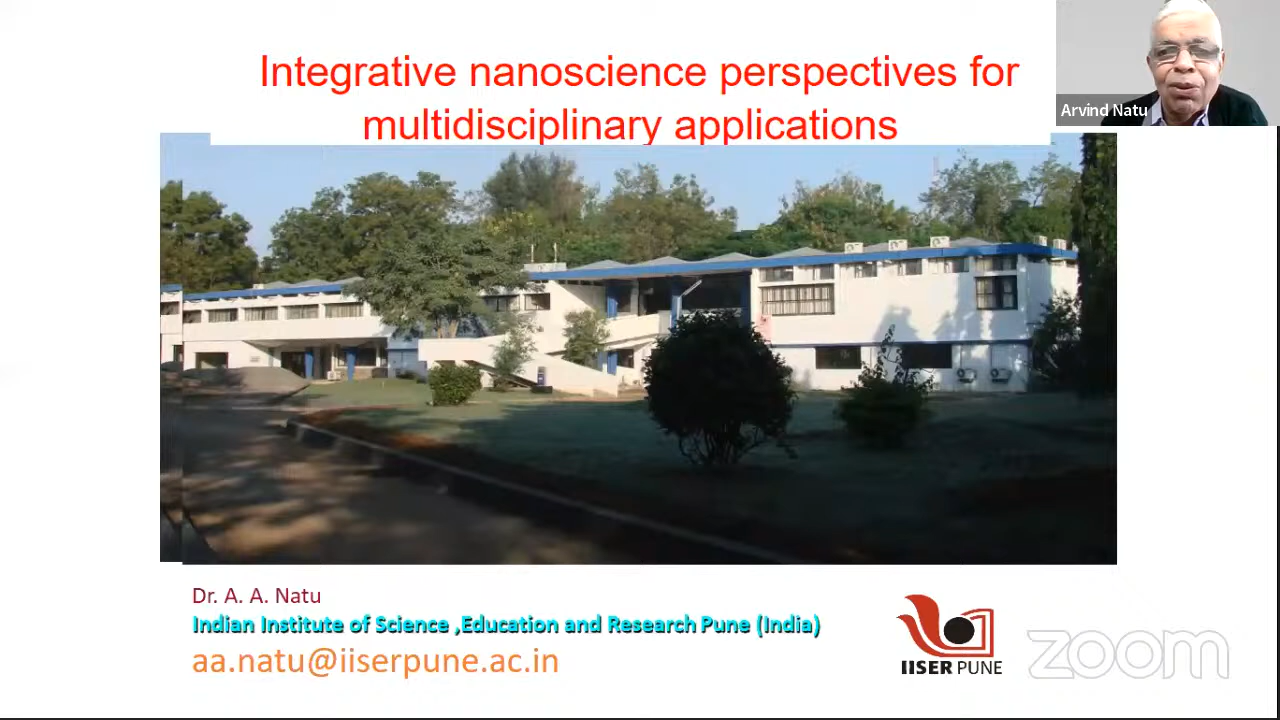 Integrative nanoscience perspectives for
multidisciplinary applications
Arvind Natu
Dr. A. A. Natu
Indian Institute of Science ,Education and Research Pune (India)
aa.natu@iiserpune.ac.in
IISER PUNE
zoom